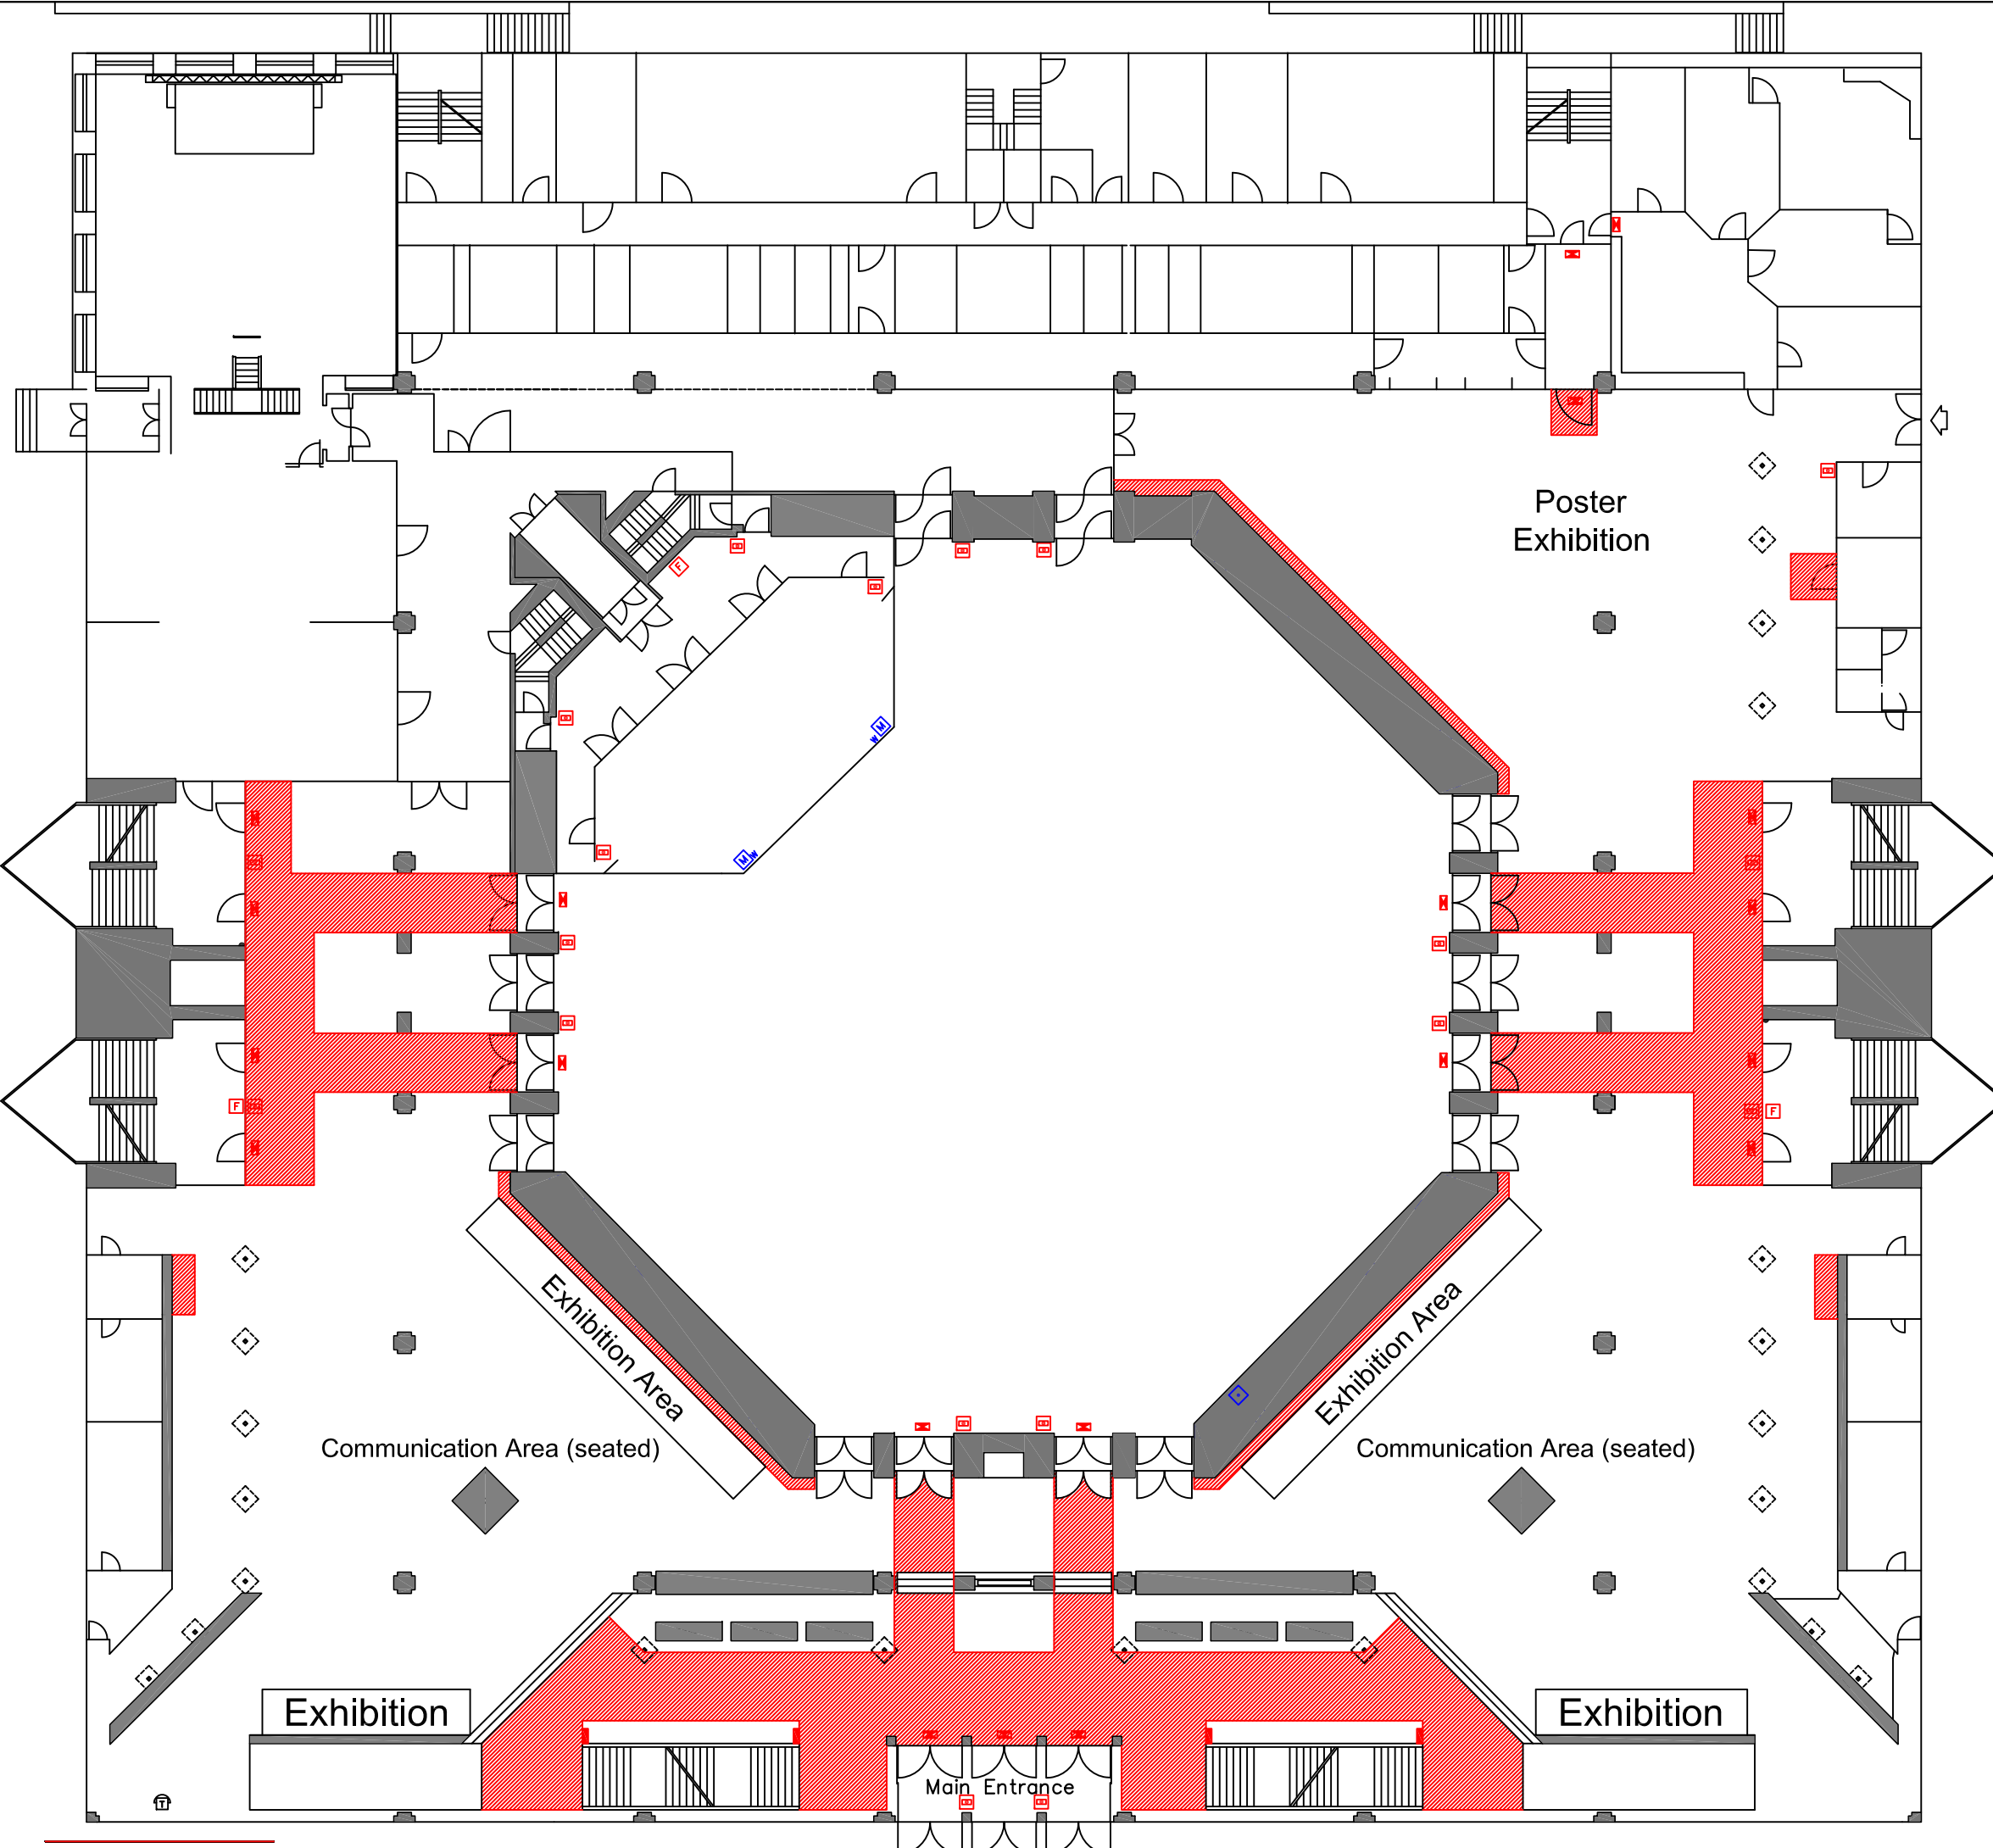 Poster
Exhibition
F
M
W
M
W
F
F
Exhibition Area
Exhibition Area
Communication Area (seated)
Communication Area (seated)
Exhibition
Exhibition
Main Entrance
T